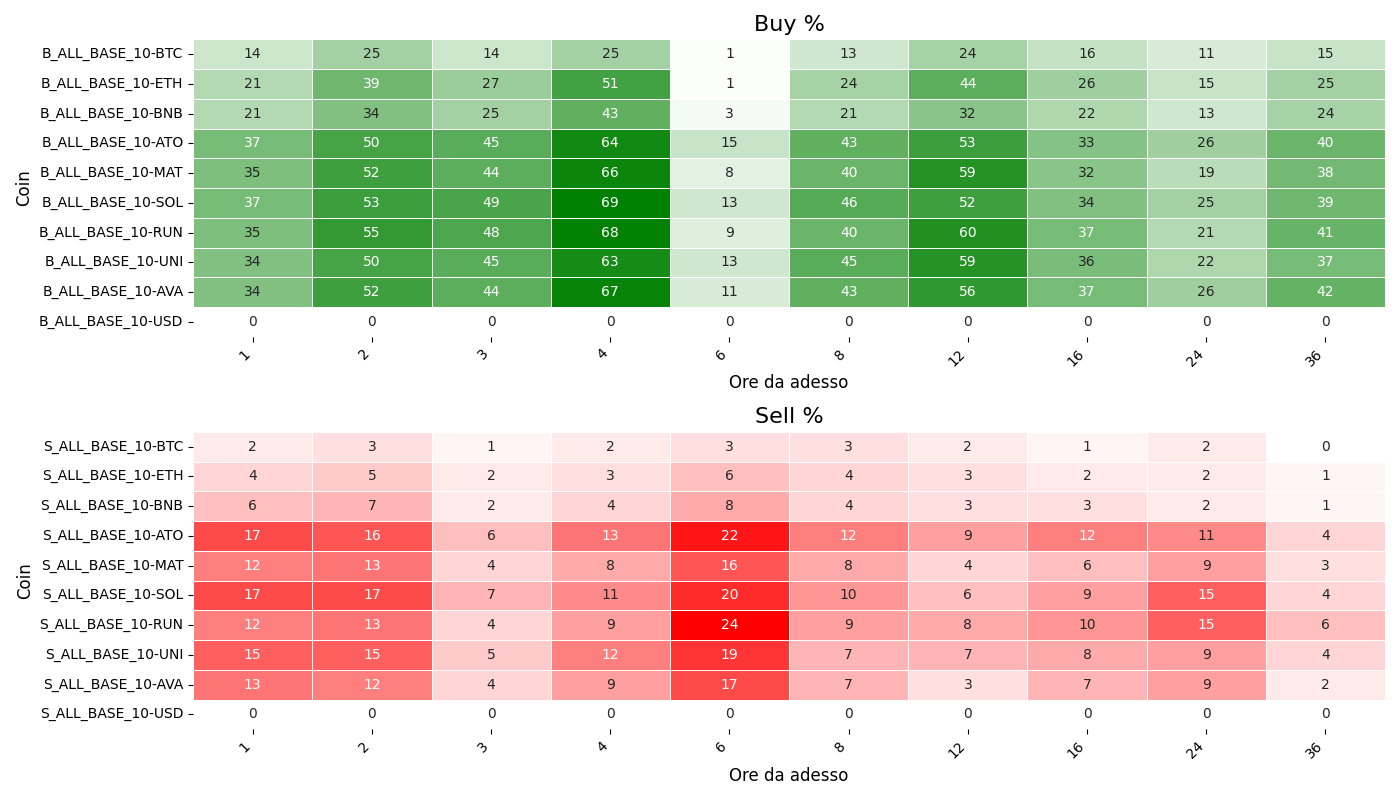 Buy %
Coin
B_ALL_BASE_10-BTC 14 25 14 25 1 13 24 16 11 15
B_ALL_BASE_10-ETH 21 39 27 51 1 24 44 26 15 25
B_ALL_BASE_10-BNB 21 34 25 43 3 21 32 22 13 24
B_ALL_BASE_10-ATO 37 50 45 64 15 43 53 33 26 40
B_ALL_BASE_10-MAT 35 52 44 66 8 40 59 32 19 38
B_ALL_BASE_10-SOL 37 53 49 69 13 46 52 34 25 39
B_ALL_BASE_10-RUN 35 55 48 68 9 40 60 37 21 41
B_ALL_BASE_10-UNI 34 50 45 63 13 45 59 36 22 37
B_ALL_BASE_10-AVA 34 52 44 67 11 43 56 37 26 42
B_ALL_BASE_10-USD 0 0 0 0 0 0 0 0 0 0
1 2 3 4 6 8 12 16 24 36
Ore da adesso
Sell %
Coin
S_ALL_BASE_10-BTC 2 3 1 2 3 3 2 1 2 0
S_ALL_BASE_10-ETH 4 5 2 3 6 4 3 2 2 1
S_ALL_BASE_10-BNB 6 7 2 4 8 4 3 3 2 1
S_ALL_BASE_10-ATO 17 16 6 13 22 12 9 12 11 4
S_ALL_BASE_10-MAT 12 13 4 8 16 8 4 6 9 3
S_ALL_BASE_10-SOL 17 17 7 11 20 10 6 9 15 4
S_ALL_BASE_10-RUN 12 13 4 9 24 9 8 10 15 6
S_ALL_BASE_10-UNI 15 15 5 12 19 7 7 8 9 4
S_ALL_BASE_10-AVA 13 12 4 9 17 7 3 7 9 2
S_ALL_BASE_10-USD 0 0 0 0 0 0 0 0 0 0
1 2 3 4 6 8 12 16 24 36
Ore da adesso